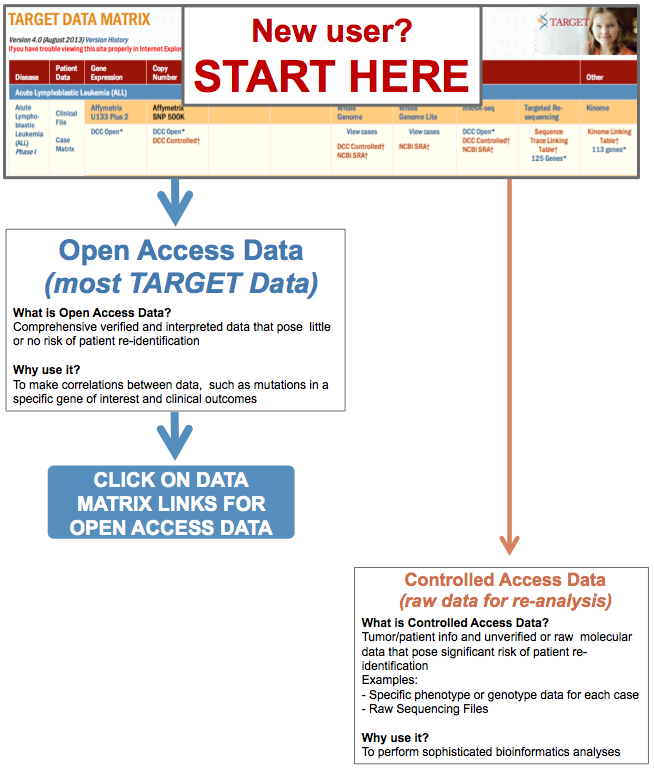 TARGET DATA MATRIX
Version 4.0 (August 2013) Version History
If you have trouble viewing this site properly in Internet Explor
New user?
START HERE
TARGET
Disease
Patient
Data
Gene
Expression
Copy
Number
Other
Acute Lymphoblastic Leukemia (ALL)
Acute
Lympho-
blastic
Leukemia
(ALL)
Phase I
Clinical
File
Case
Matrix
Affymetrix
U133 Plus 2
DCC Open*
Affymetrix
SNP 500K
DCC Open*
DCC Controlled†
Whole
Genome
View cases
DCC Controlled†
NCBI SRA†
Whole
Genome Lite
View cases
NCBI SRA†
mRNA-seq
DCC Open*
DCC Controlled†
NCBI SRA†
Targeted Re-
sequencing
Sequence
Trace Linking
Table†
125 Genes*
Kinome
Kinome Linking
Table†
113 genes*
Open Access Data
(most TARGET Data)
What is Open Access Data?
Comprehensive verified and interpreted data that pose little
or no risk of patient re-identification
Why use it?
To make correlations between data, such as mutations in a
specific gene of interest and clinical outcomes
CLICK ON DATA
MATRIX LINKS FOR
OPEN ACCESS DATA
Controlled Access Data
(raw data for re-analysis)
What is Controlled Access Data?
Tumor/patient info and unverified or raw molecular
data that pose significant risk of patient re-
identification
Examples:
- Specific phenotype or genotype data for each case
- Raw Sequencing Files
Why use it?
To perform sophisticated bioinformatics analyses